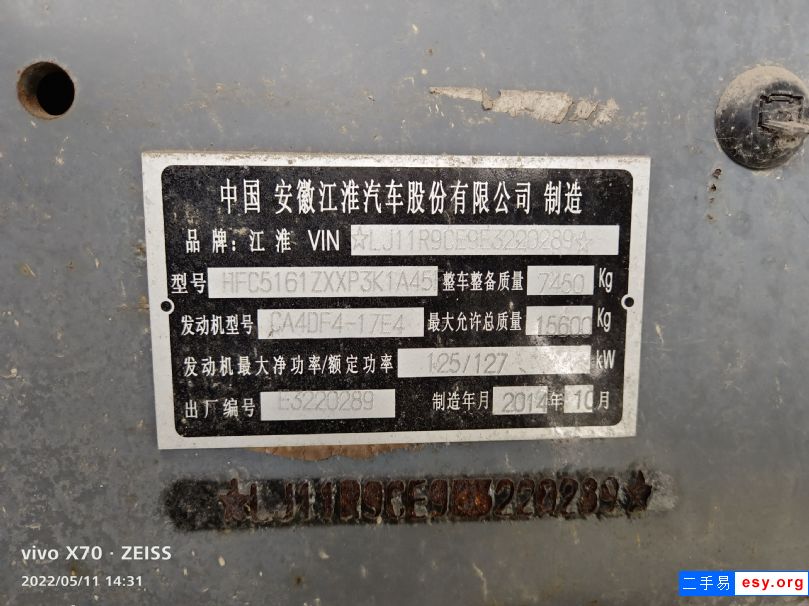 中国 安徽江淮汽车股份有限公司 制造
品牌:江淮 VIN ☆LJ11R9CE9E3220289☆
型号 HFC5161ZXXP3K1A45 整车整备质量 7450 Kg
发动机型号 CA4DF4-17E4 最大允许总质量 15600 Kg
发动机最大净功率/额定功率 125/127 kW
出厂编号 E3220289 制造年月 2014年10月
★LJ11R9CE9E3220289★
vivo X70 · ZEISS
2022/05/11 14:31
二手易 esy.org